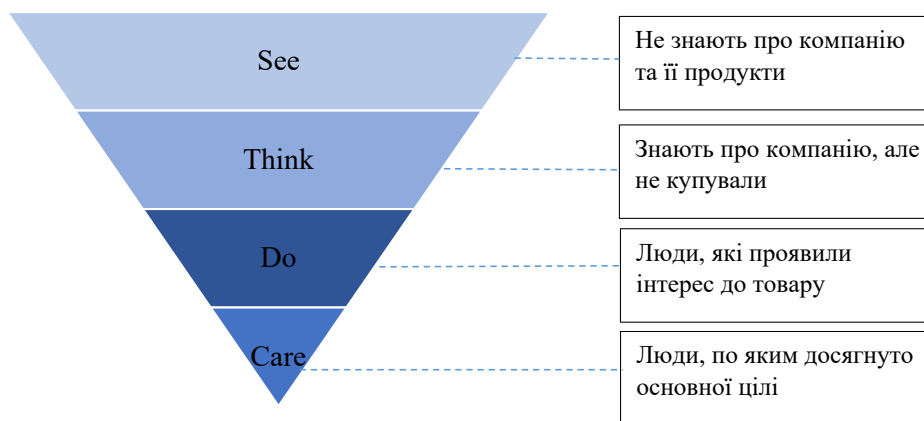 See
Не знають про компанію
та її продукти
Think
Знають про компанію, але
не купували
Do
Люди, які проявили
інтерес до товару
Care
Люди, по яким досягнуто
основної цілі